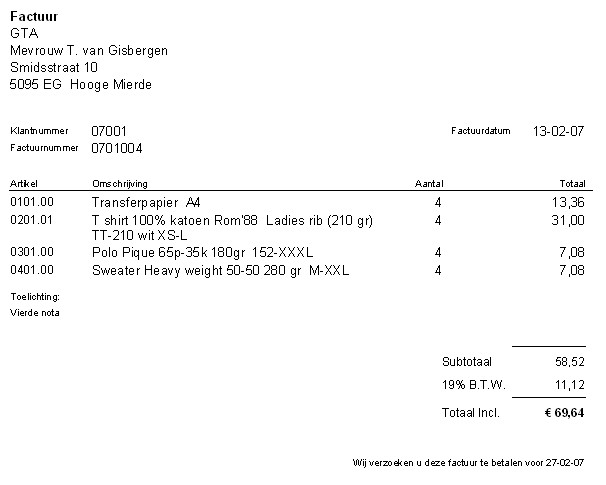 Factuur
GTA
Mevrouw T. van Gisbergen
Smidsstraat 10
5095 EG Hooge Mierde
Klantnummer 07001 Factuurdatum 13-02-07
Factuurnummer 0701004
Artikel Omschrijving Aantal Totaal
0101.00 Transferpapier A4 4 13,36
0201.01 T shirt 100% katoen Rom'88 Ladies rib (210 gr) 4 31,00
TT-210 wit XS-L
0301.00 Polo Pique 65p-35k 180gr 152-XXXL 4 7,08
0401.00 Sweater Heavy weight 50-50 280 gr M-XXL 4 7,08
Toelichting:
Vierde nota
Subtotaal 58,52
19% B.T.W. 11,12
Totaal Incl. € 69,64
Wij verzoeken u deze factuur te betalen voor 27-02-07